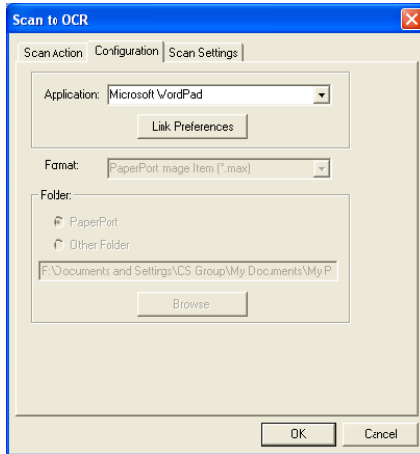 Scan to OCR
Scan Action Configuration Scan Settings
Application: Microsoft WordPad
Link Preferences
Format: PaperPort mage Item (*.max)
Folder:
PaperPort
Other Folder
F:\Documents and Settings\CS Group\My Documents\My P
Browse
OK Cancel